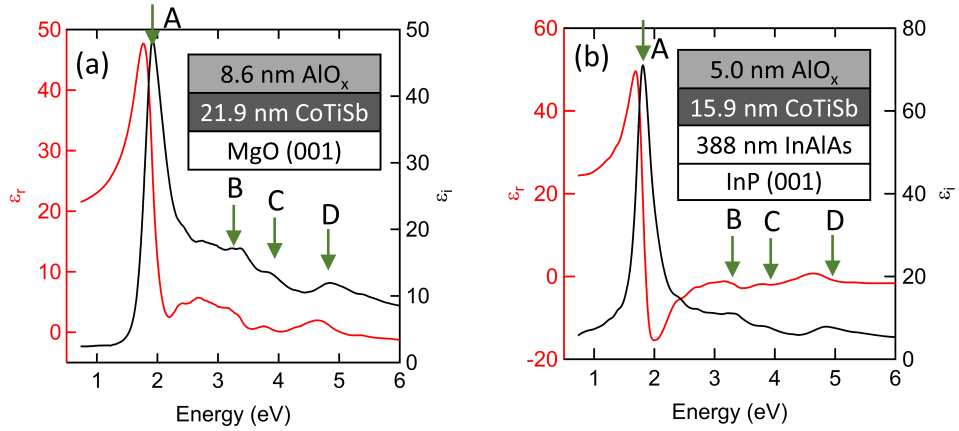 (a)
A
8.6 nm AlOₓ
21.9 nm CoTiSb
MgO (001)
B
C
D
50
40
30
20
10
0
εᵣ
50
40
30
20
10
0
εᵢ
1
2
3
4
5
6
Energy (eV)
(b)
A
5.0 nm AlOₓ
15.9 nm CoTiSb
388 nm InAlAs
InP (001)
B
C
D
60
40
20
0
-20
εᵣ
80
60
40
20
0
εᵢ
1
2
3
4
5
6
Energy (eV)